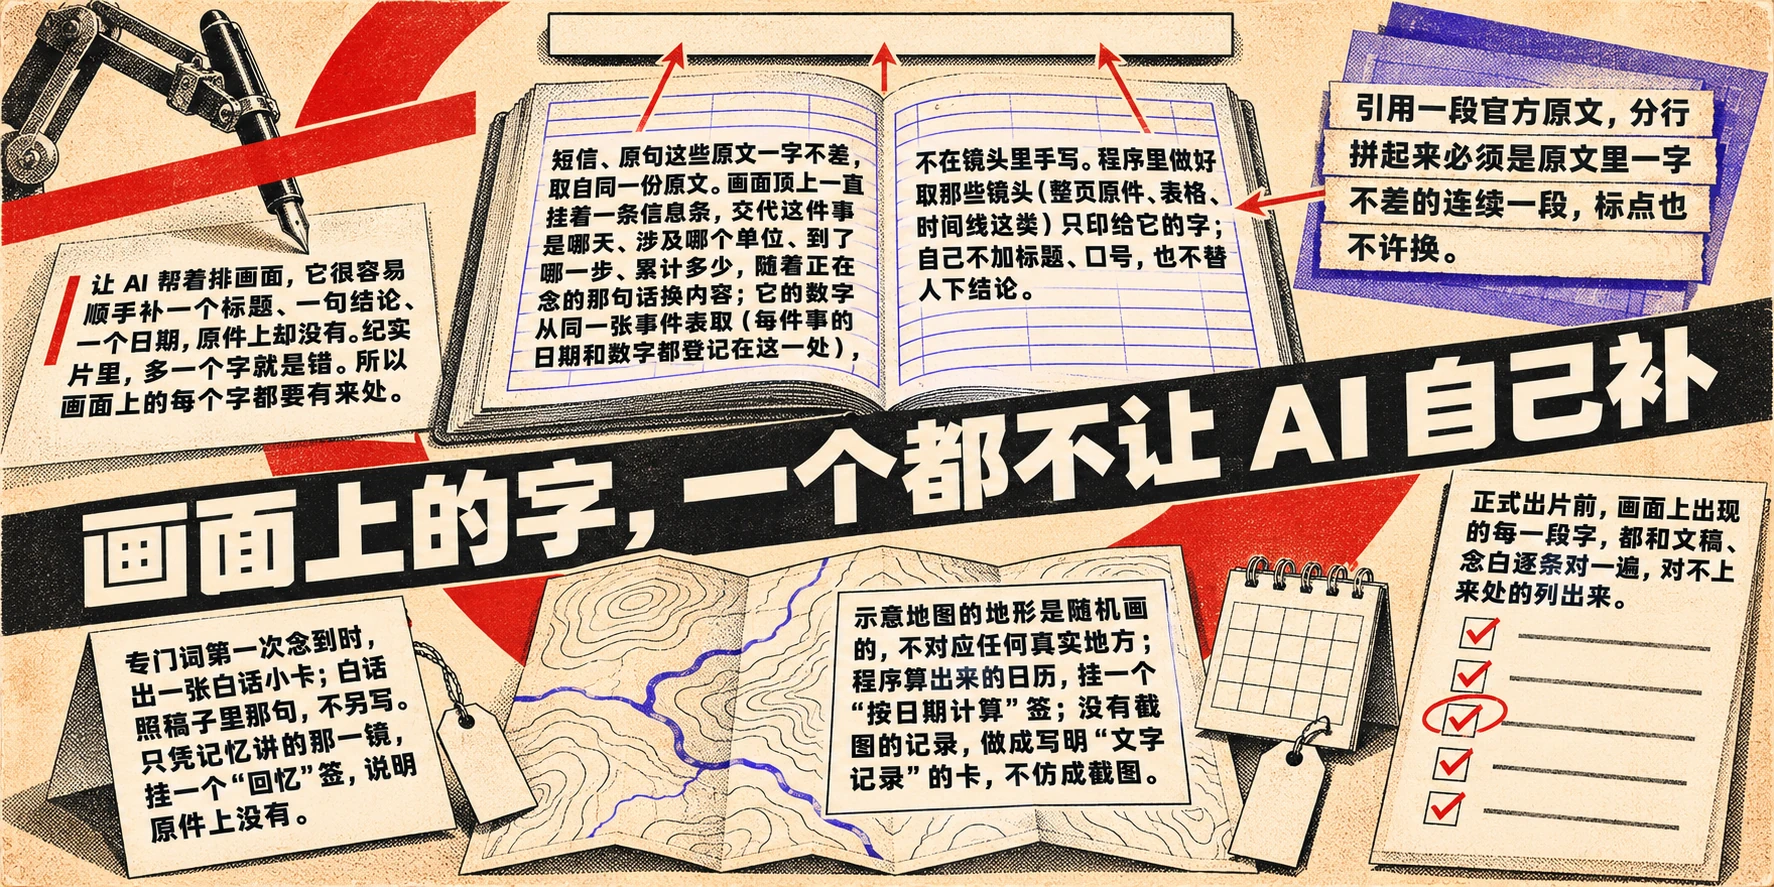 让 AI 帮着排画面，它很容易
顺手补一个标题、一句结论、
一个日期，原件上却没有。纪实
片里，多一个字就是错。所以
画面上的每个字都要有来处。
短信、原句这些原文一字不差，
取自同一份原文。画面顶上一直
挂着一条信息条，交代这件事
是哪天、涉及哪个单位、到了
哪一步、累计多少，随着正在
念的那句话换内容；它的数字
从同一张事件表取（每件事的
日期和数字都登记在这一处），
不在镜头里手写。程序里做好
取那些镜头（整页原件、表格、
时间线这类）只印给它的字；
自己不加标题、口号，也不替
人下结论。
引用一段官方原文，分行
拼起来必须是原文里一字
不差的连续一段，标点也
不许换。
画面上的字，一个都不让 AI 自己补
专门词第一次念到时，
出一张白话小卡；白话
照稿子里那句，不另写。
只凭记忆讲的那一镜，
挂一个“回忆”签，说明
原件上没有。
示意地图的地形是随机画
的，不对应任何真实地方；
程序算出来的日历，挂一个
“按日期计算”签；没有截
图的记录，做成写明“文字
记录”的卡，不仿成截图。
正式出片前，画面上出现
的每一段字，都和文稿、
念白逐条对一遍，对不上
来处的列出来。